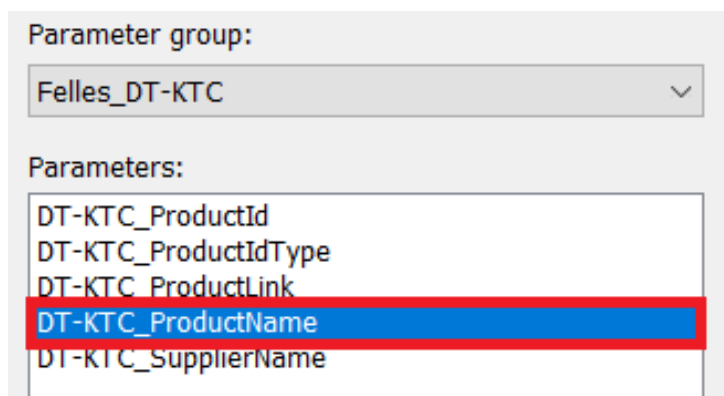 Parameter group:
Felles_DT-KTC
Parameters:
DT-KTC_ProductId
DT-KTC_ProductIdType
DT-KTC_ProductLink
DT-KTC_ProductName
DT-KTC_SupplierName